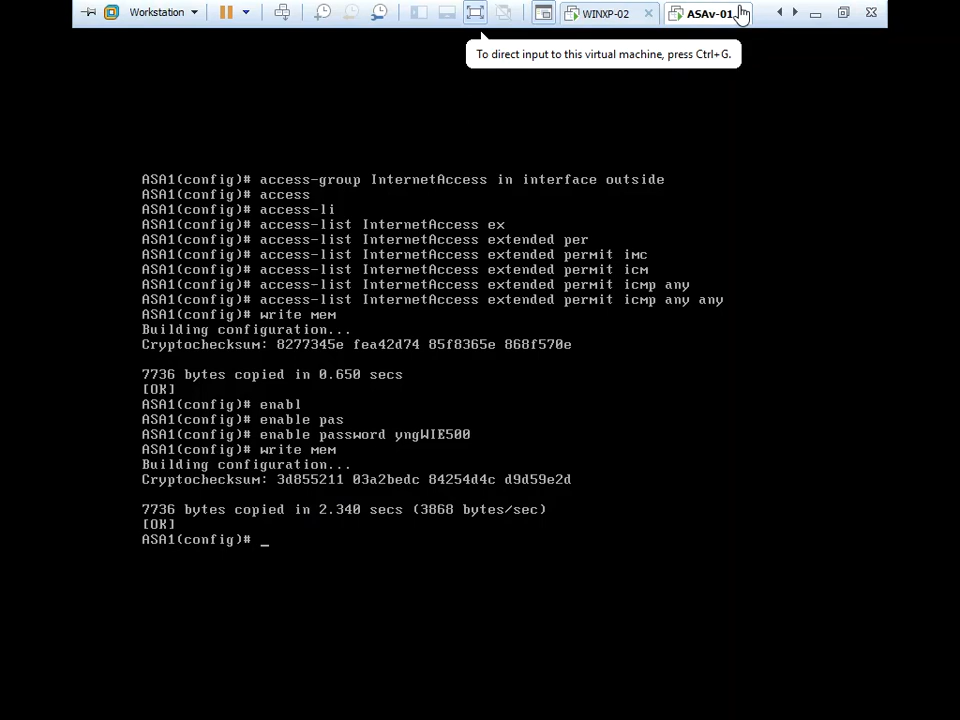 Workstation
WINXP-02
ASAv-01
To direct input to this virtual machine, press Ctrl+G.
ASA1(config)# access-group InternetAccess in interface outside
ASA1(config)# access
ASA1(config)# access-li
ASA1(config)# access-list InternetAccess ex
ASA1(config)# access-list InternetAccess extended per
ASA1(config)# access-list InternetAccess extended permit imc
ASA1(config)# access-list InternetAccess extended permit icm
ASA1(config)# access-list InternetAccess extended permit icmp any
ASA1(config)# access-list InternetAccess extended permit icmp any any
ASA1(config)# write mem
Building configuration...
Cryptochecksum: 8277345e fea42d74 85f8365e 868f570e
7736 bytes copied in 0.650 secs
[OK]
ASA1(config)# enabl
ASA1(config)# enable pas
ASA1(config)# enable password yngWIE500
ASA1(config)# write mem
Building configuration...
Cryptochecksum: 3d855211 03a2bedc 84254d4c d9d59e2d
7736 bytes copied in 2.340 secs (3868 bytes/sec)
[OK]
ASA1(config)# _